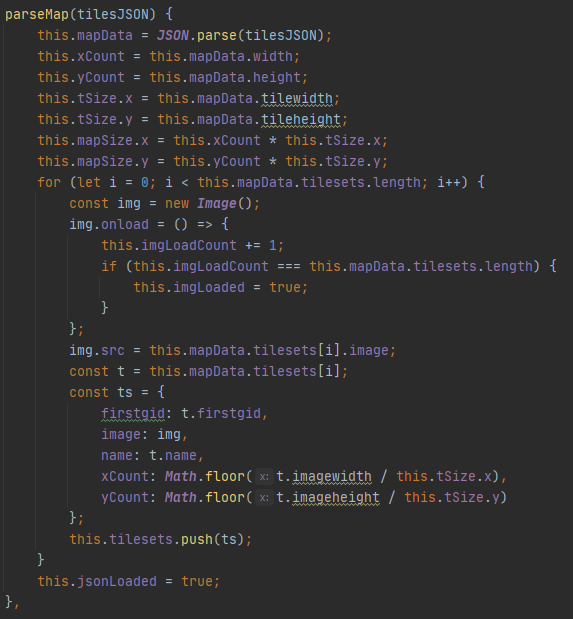 parseMap(tilesJSON) {
    this.mapData = JSON.parse(tilesJSON);
    this.xCount = this.mapData.width;
    this.yCount = this.mapData.height;
    this.tSize.x = this.mapData.tilewidth;
    this.tSize.y = this.mapData.tileheight;
    this.mapSize.x = this.xCount * this.tSize.x;
    this.mapSize.y = this.yCount * this.tSize.y;
    for (let i = 0; i < this.mapData.tilesets.length; i++) {
        const img = new Image();
        img.onload = () => {
            this.imgLoadCount += 1;
            if (this.imgLoadCount === this.mapData.tilesets.length) {
                this.imgLoaded = true;
            }
        };
        img.src = this.mapData.tilesets[i].image;
        const t = this.mapData.tilesets[i];
        const ts = {
            firstgid: t.firstgid,
            image: img,
            name: t.name,
            xCount: Math.floor( x: t.imagewidth / this.tSize.x),
            yCount: Math.floor( x: t.imageheight / this.tSize.y)
        };
        this.tilesets.push(ts);
    }
    this.jsonLoaded = true;
},